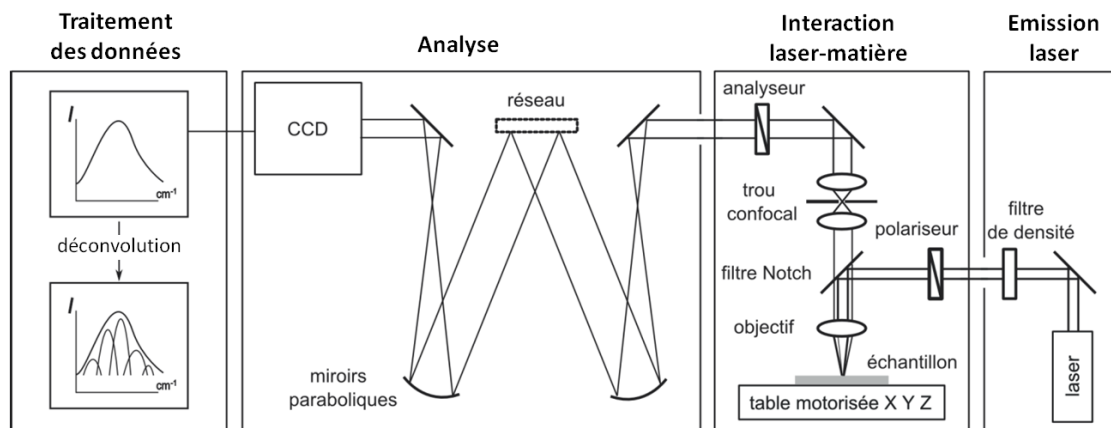 Traitement
des données
Analyse
Interaction
laser-matière
Emission
laser
I
cm-1
déconvolution
I
cm-1
CCD
réseau
miroirs
paraboliques
analyseur
trou
confocal
polariseur
filtre Notch
objectif
échantillon
table motorisée X Y Z
filtre
de densité
laser